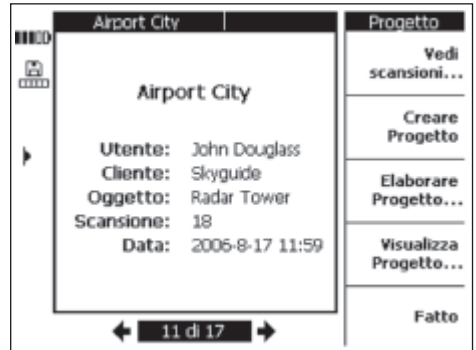 Airport City
Progetto
Airport City
Utente: John Douglass
Cliente: Skyguide
Oggetto: Radar Tower
Scansione: 18
Data: 2006-8-17 11:59
11 di 17
Vedi
scansioni...
Creare
Progetto
Elaborare
Progetto...
Visualizza
Progetto...
Fatto